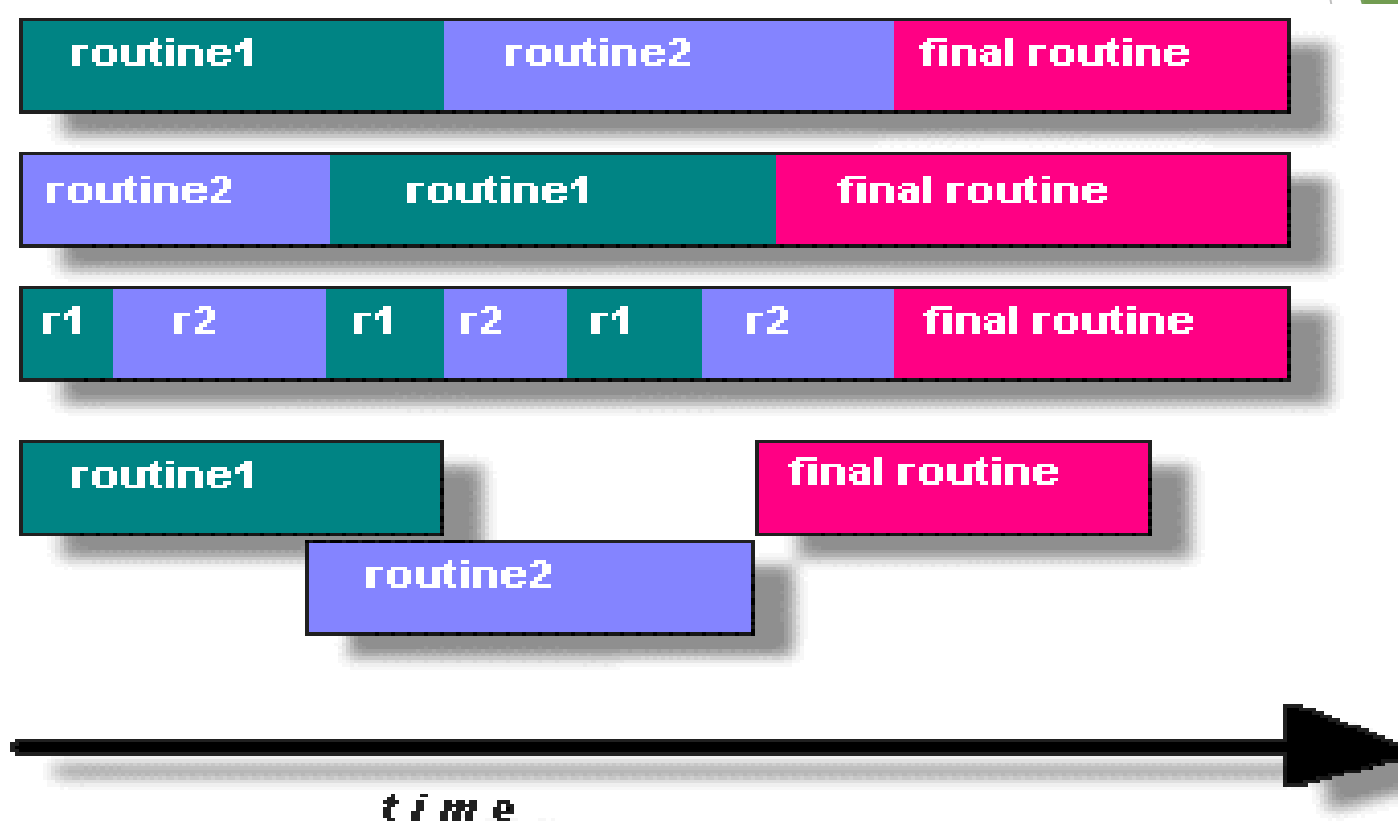 routine1 routine2 final routine
routine2 routine1 final routine
r1 r2 r1 r2 r1 r2 final routine
routine1 final routine
routine2
time